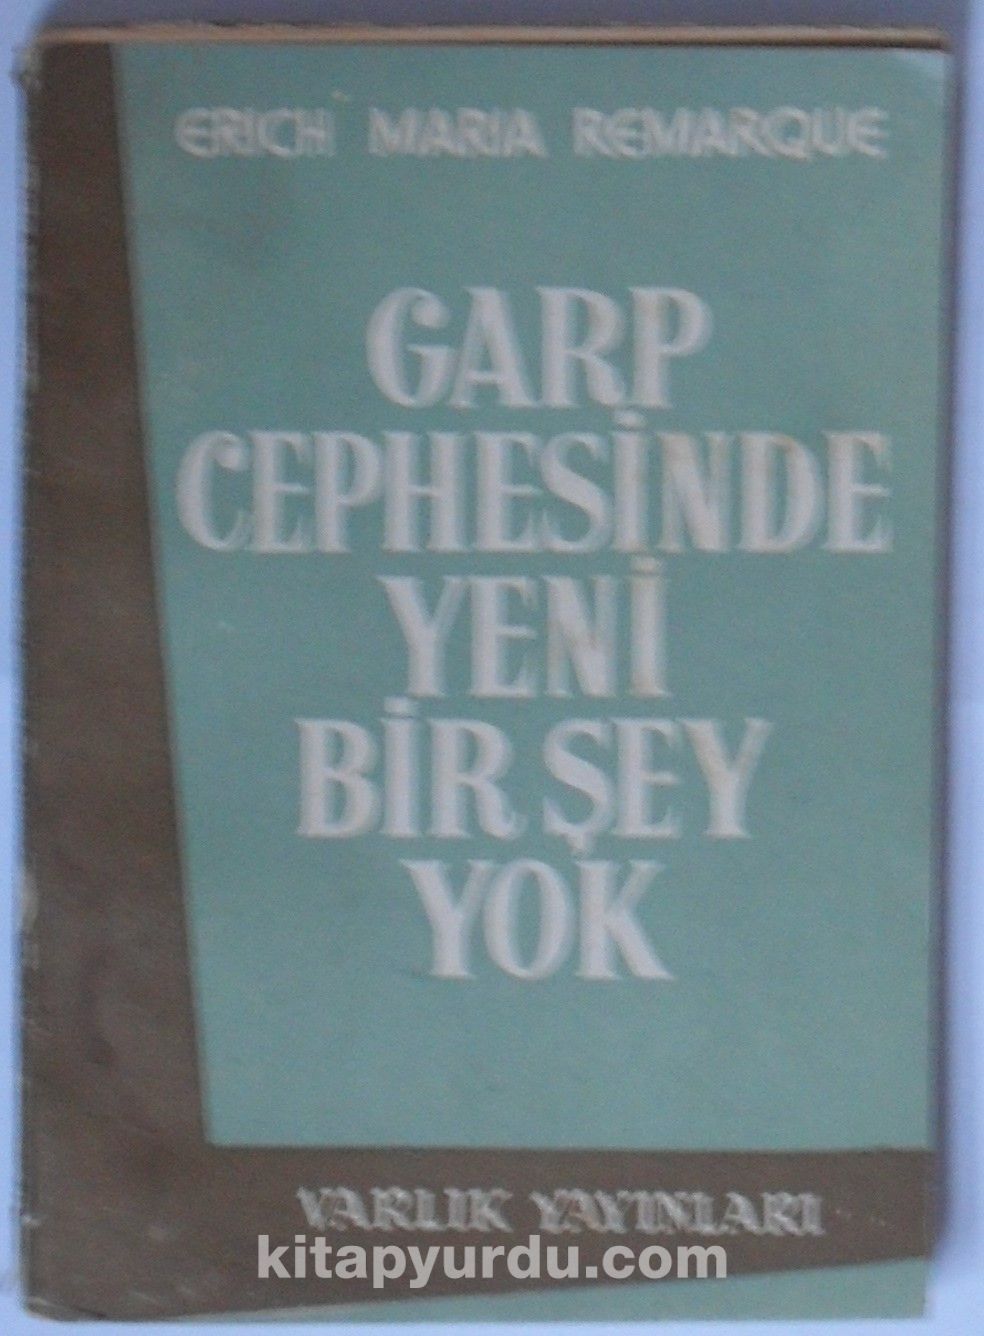 ERICH MARIA REMARQUE
GARP
CEPHESİNDE
YENİ
BİR ŞEY
YOK
VARLIK YAYINLARI
kitapyurdu.com